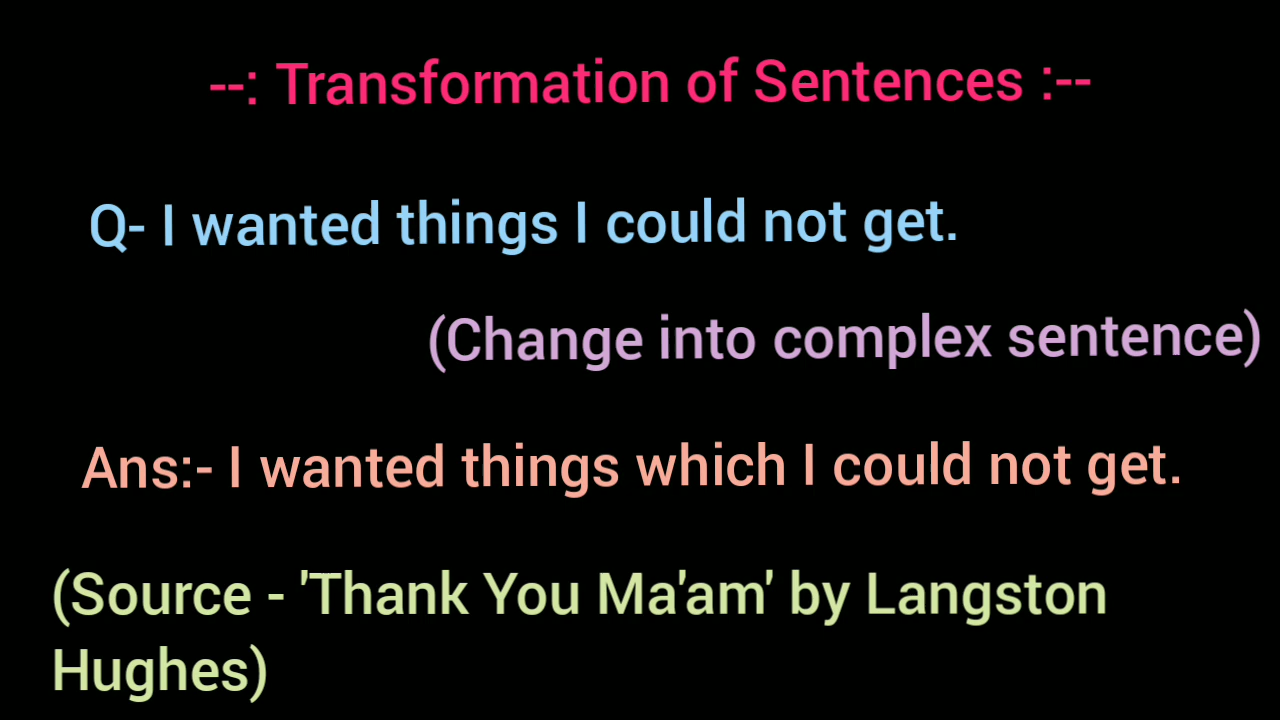 --: Transformation of Sentences :--
Q- I wanted things I could not get.
(Change into complex sentence)
Ans:- I wanted things which I could not get.
(Source - 'Thank You Ma'am' by Langston
Hughes)